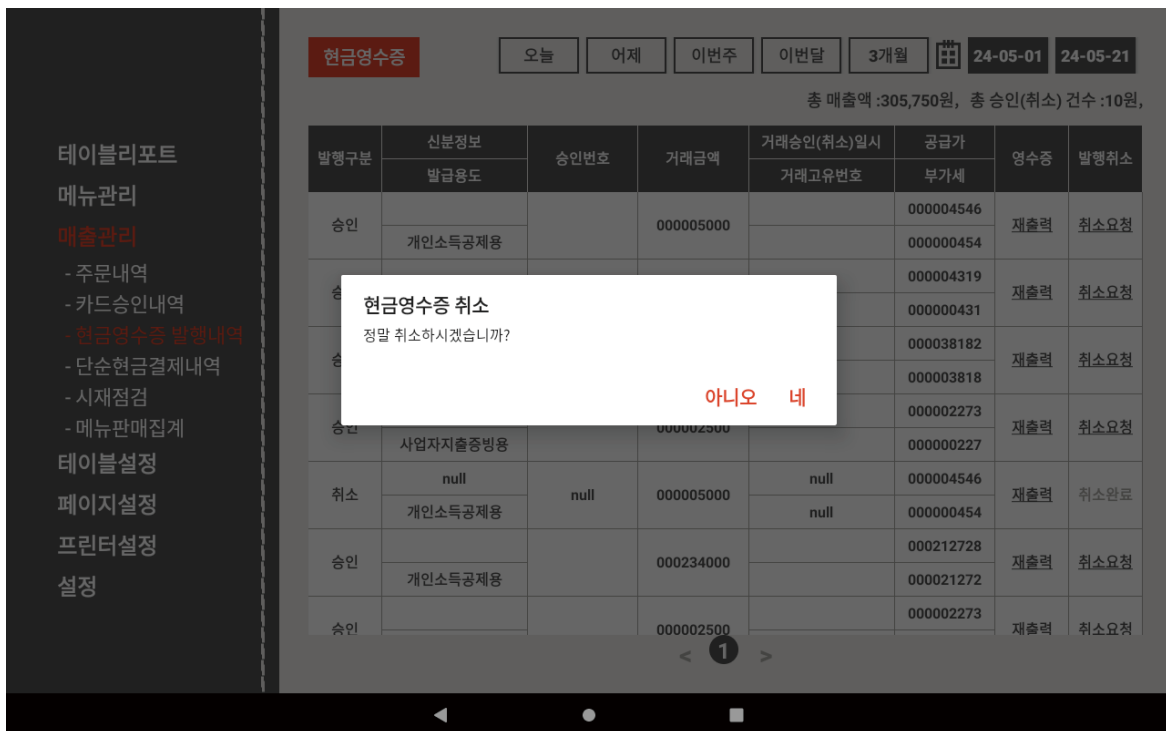 현금영수증
오늘 어제 이번주 이번달 3개월 24-05-01 24-05-21
총 매출액 :305,750원, 총 승인(취소) 건수 :10원,
테이블리포트
메뉴관리
매출관리
- 주문내역
- 카드승인내역
- 현금영수증 발행내역
- 단순현금결제내역
- 시재점검
- 메뉴판매집계
테이블설정
페이지설정
프린터설정
설정
발행구분 신분정보 승인번호 거래금액 거래승인(취소)일시 공급가 영수증 발행취소
발급용도 거래고유번호 부가세
000004546
승인 000005000 재출력 취소요청
개인소득공제용 000000454
000004319
재출력 취소요청
000000431
000038182
재출력 취소요청
000003818
현금영수증 취소
정말 취소하시겠습니까?
아니오 네
000002273
승인 000002500 재출력 취소요청
사업자지출증빙용 000000227
null null 000004546
취소 null 000005000 재출력 취소완료
개인소득공제용 null 000000454
000212728
승인 000234000 재출력 취소요청
개인소득공제용 000021272
000002273
승인 000002500 재출력 취소요청
< 1 >